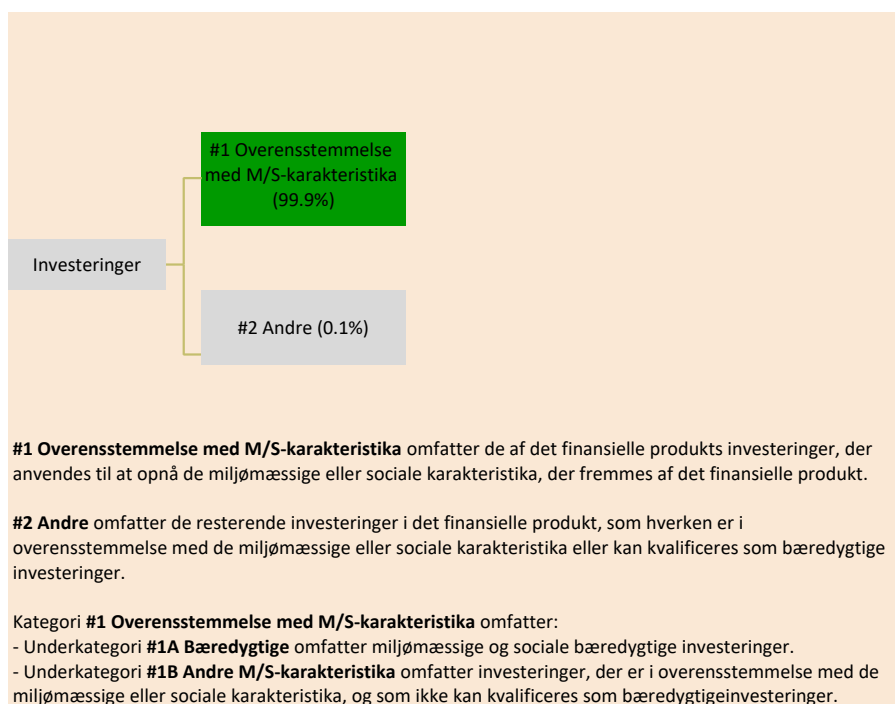 #1 Overensstemmelse
med M/S-karakteristika
(99.9%)
Investeringer
#2 Andre (0.1%)
#1 Overensstemmelse med M/S-karakteristika omfatter de af det finansielle produkts investeringer, der
anvendes til at opnå de miljømæssige eller sociale karakteristika, der fremmes af det finansielle produkt.
#2 Andre omfatter de resterende investeringer i det finansielle produkt, som hverken er i
overensstemmelse med de miljømæssige eller sociale karakteristika eller kan kvalificeres som bæredygtige
investeringer.
Kategori #1 Overensstemmelse med M/S-karakteristika omfatter:
- Underkategori #1A Bæredygtige omfatter miljømæssige og sociale bæredygtige investeringer.
- Underkategori #1B Andre M/S-karakteristika omfatter investeringer, der er i overensstemmelse med de
miljømæssige eller sociale karakteristika, og som ikke kan kvalificeres som bæredygtigeinvesteringer.